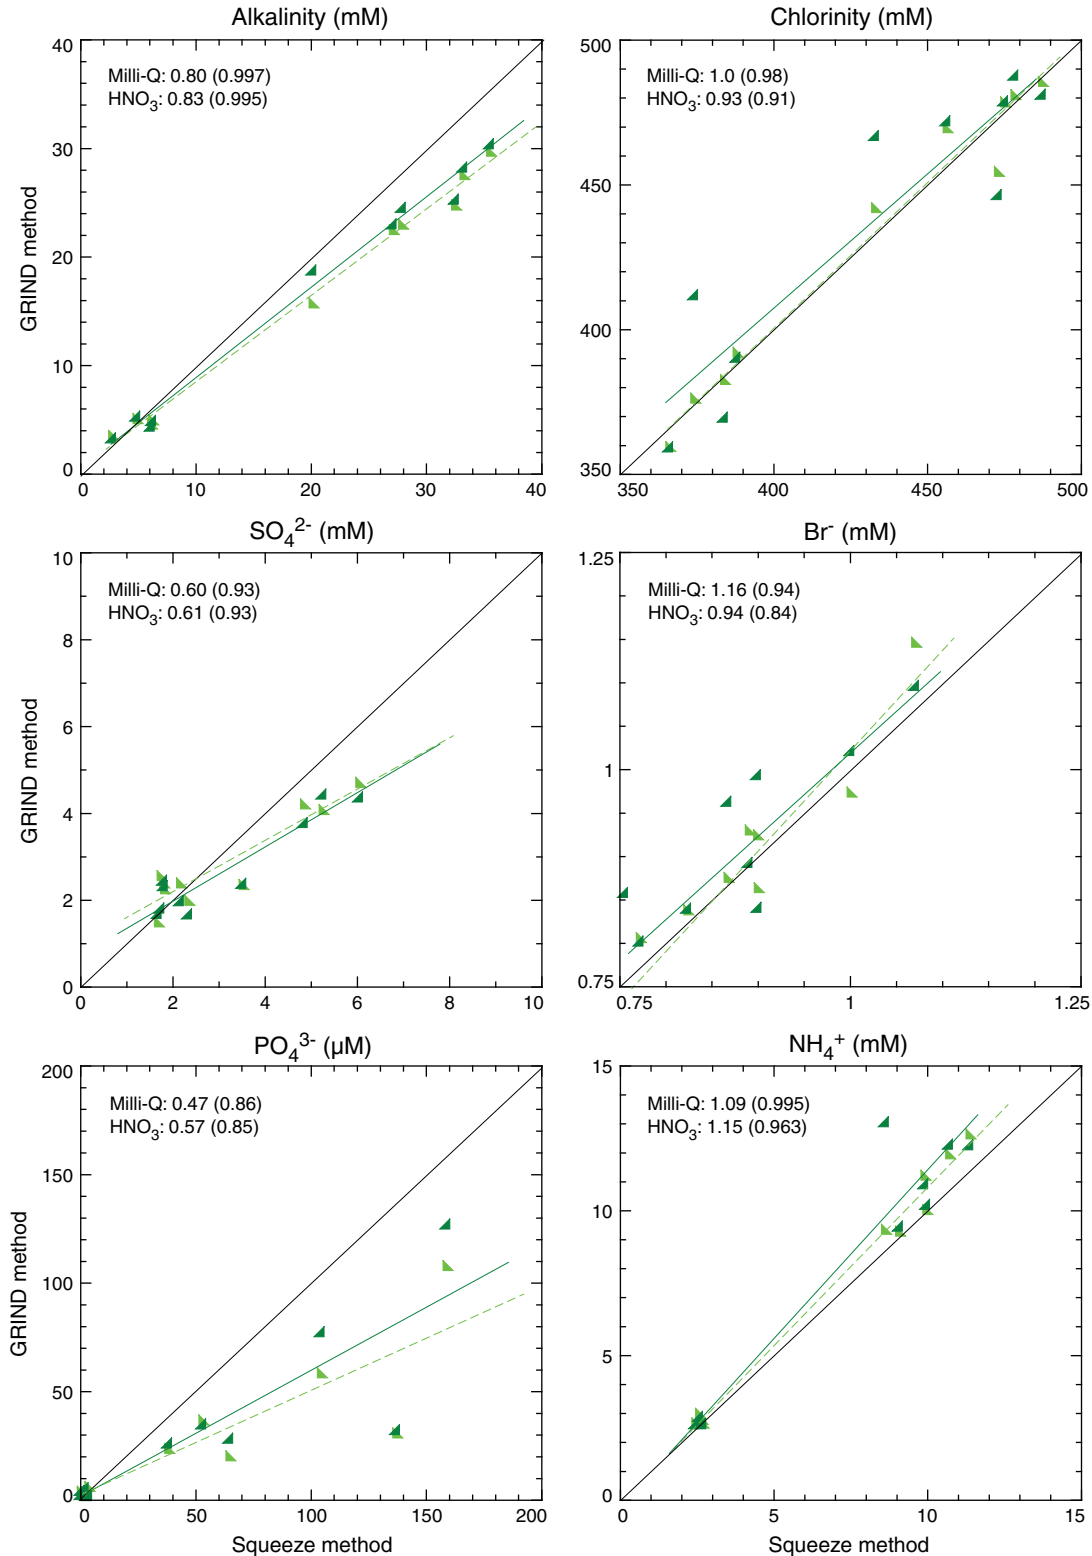 Alkalinity (mM)
40
30
20
10
0
Milli-Q: 0.80 (0.997)
HNO3: 0.83 (0.995)
GRIND method
0 10 20 30 40
Chlorinity (mM)
500
450
400
350
Milli-Q: 1.0 (0.98)
HNO3: 0.93 (0.91)
350 400 450 500
SO4 2- (mM)
10
8
6
4
2
0
Milli-Q: 0.60 (0.93)
HNO3: 0.61 (0.93)
GRIND method
0 2 4 6 8 10
Br- (mM)
1.25
1
0.75
Milli-Q: 1.16 (0.94)
HNO3: 0.94 (0.84)
0.75 1 1.25
PO4 3- (µM)
200
150
100
50
0
Milli-Q: 0.47 (0.86)
HNO3: 0.57 (0.85)
GRIND method
0 50 100 150 200
Squeeze method
NH4+ (mM)
15
10
5
0
Milli-Q: 1.09 (0.995)
HNO3: 1.15 (0.963)
0 5 10 15
Squeeze method